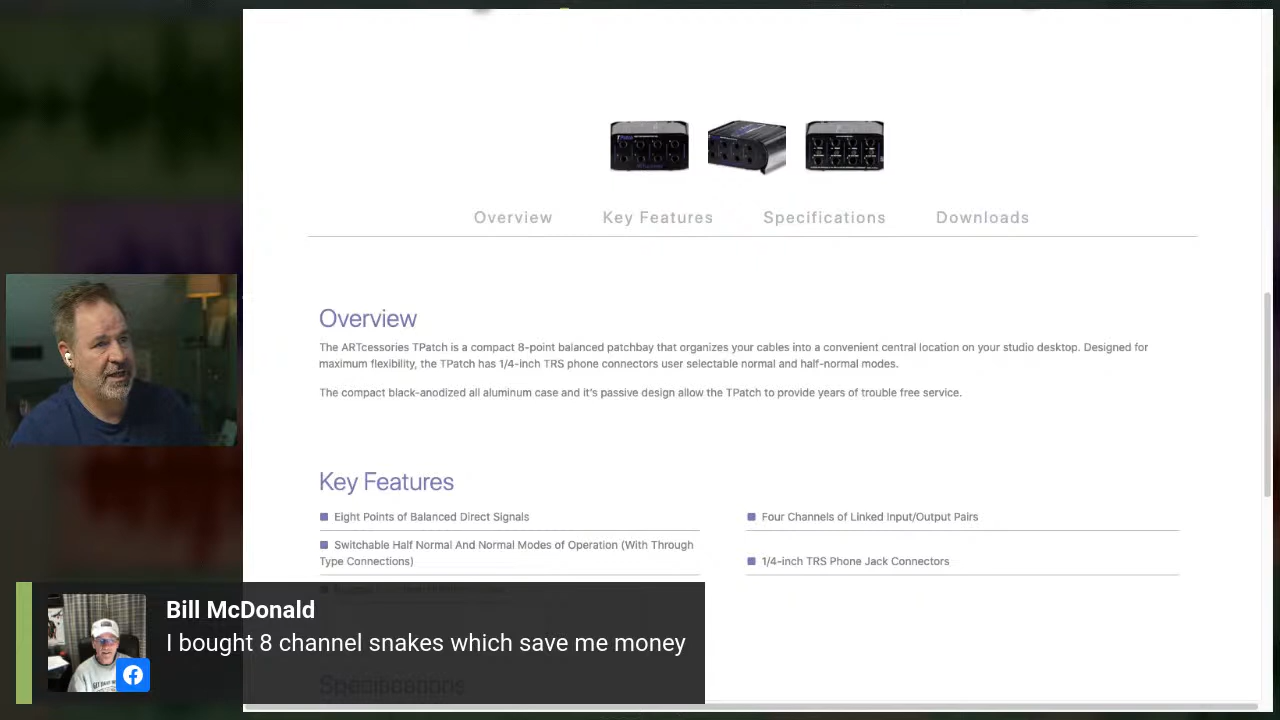 Overview Key Features Specifications Downloads
Overview
The ARTcessories TPatch is a compact 8-point balanced patchbay that organizes your cables into a convenient central location on your studio desktop. Designed for
maximum flexibility, the TPatch has 1/4-inch TRS phone connectors user selectable normal and half-normal modes.
The compact black-anodized all aluminum case and it's passive design allow the TPatch to provide years of trouble free service.
Key Features
Eight Points of Balanced Direct Signals
Four Channels of Linked Input/Output Pairs
Switchable Half Normal And Normal Modes of Operation (With Through
Type Connections)
1/4-inch TRS Phone Jack Connectors
Bill McDonald
I bought 8 channel snakes which save me money
Specifications